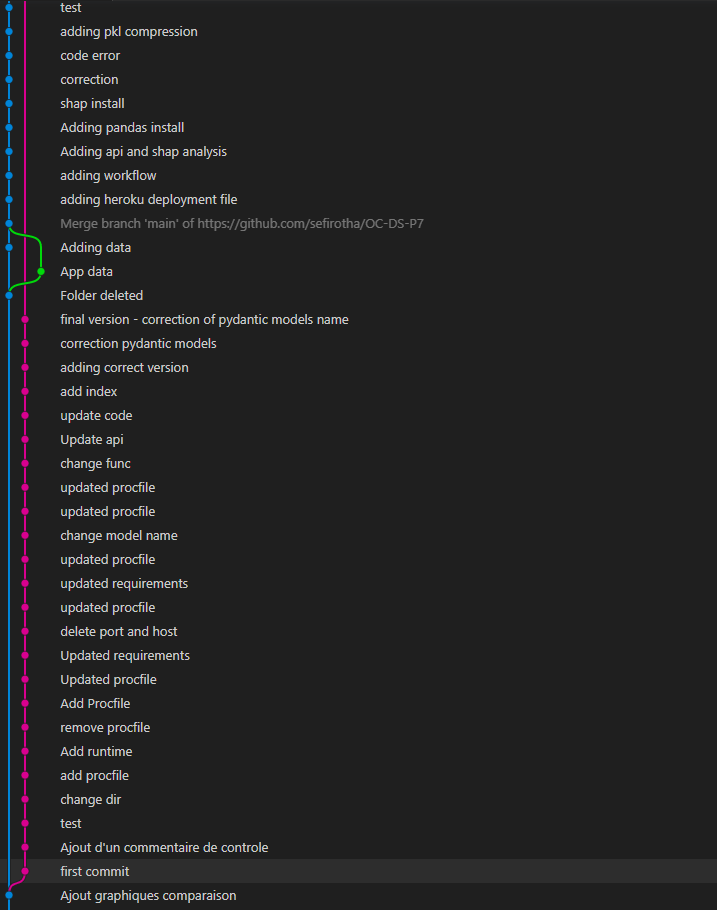 test
adding pkl compression
code error
correction
shap install
Adding pandas install
Adding api and shap analysis
adding workflow
adding heroku deployment file
Merge branch 'main' of https://github.com/sefirotha/OC-DS-P7
Adding data
App data
Folder deleted
final version - correction of pydantic models name
correction pydantic models
adding correct version
add index
update code
Update api
change func
updated procfile
updated procfile
change model name
updated procfile
updated requirements
updated procfile
delete port and host
Updated requirements
Updated procfile
Add Procfile
remove procfile
Add runtime
add procfile
change dir
test
Ajout d'un commentaire de controle
first commit
Ajout graphiques comparaison